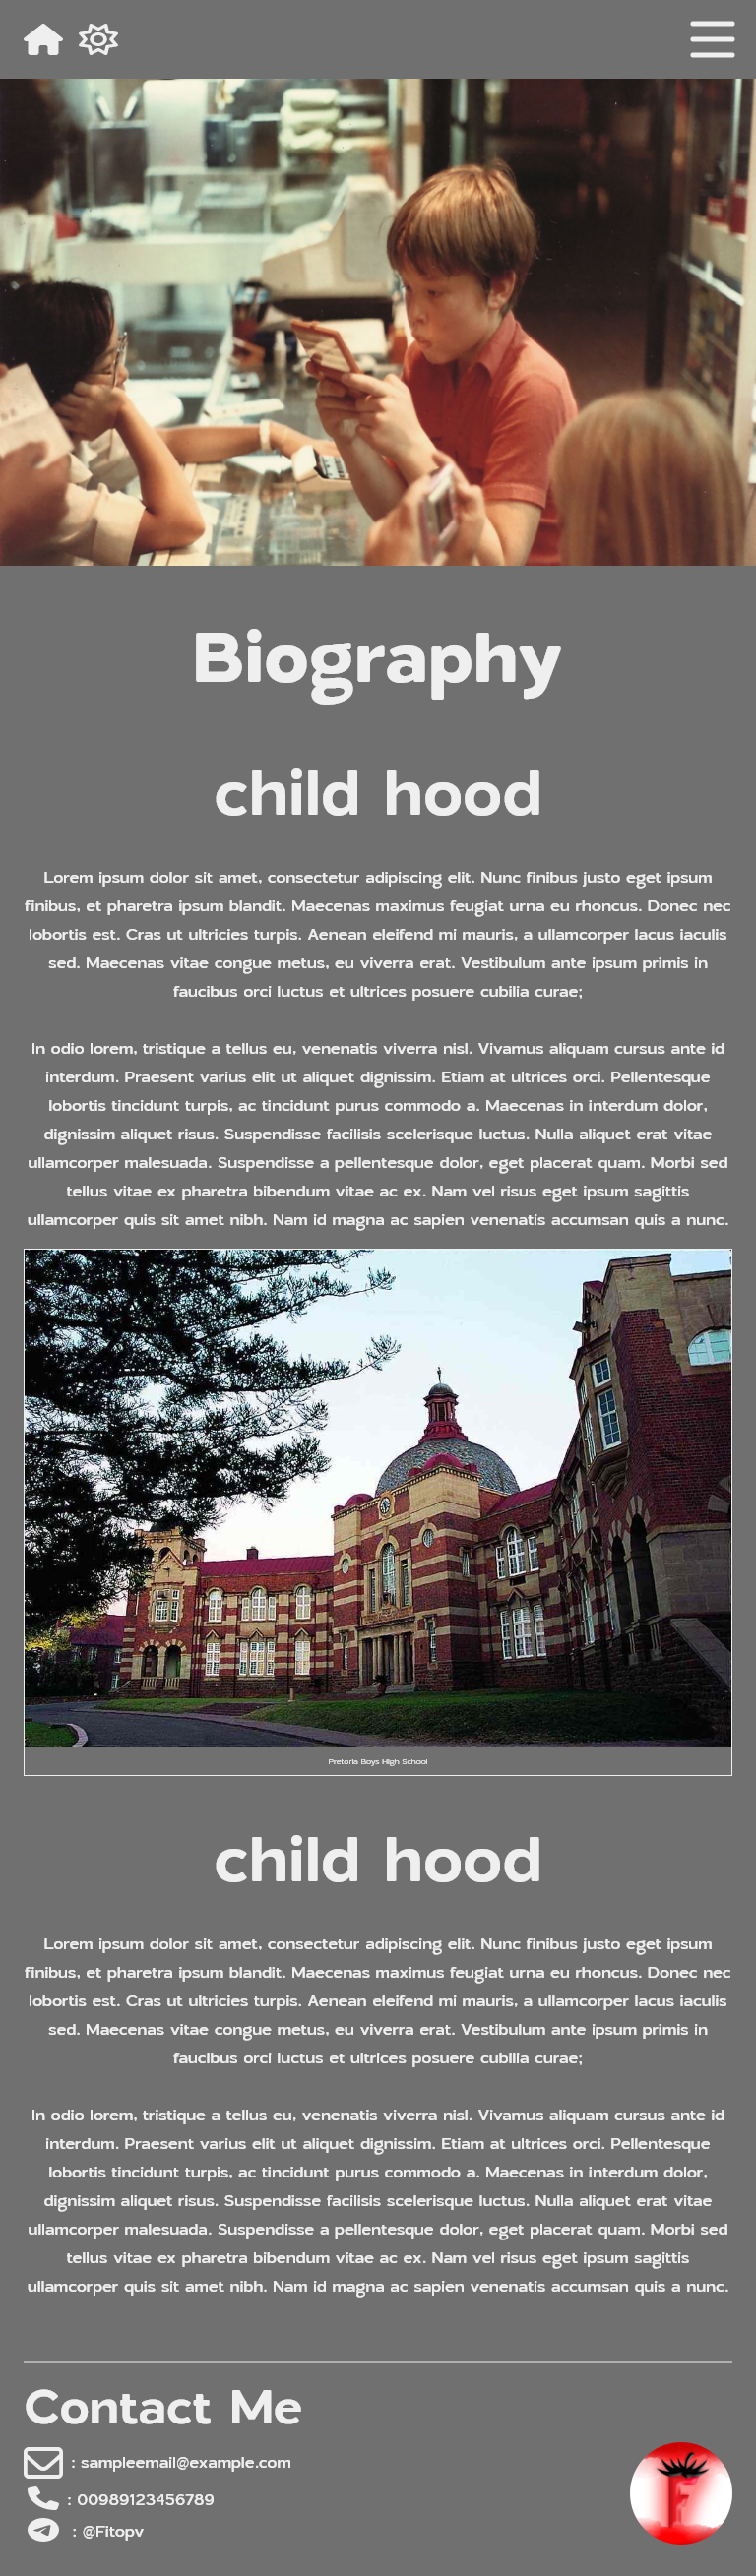 Biography
child hood
Lorem ipsum dolor sit amet, consectetur adipiscing elit. Nunc finibus justo eget ipsum
finibus, et pharetra ipsum blandit. Maecenas maximus feugiat urna eu rhoncus. Donec nec
lobortis est. Cras ut ultricies turpis. Aenean eleifend mi mauris, a ullamcorper lacus iaculis
sed. Maecenas vitae congue metus, eu viverra erat. Vestibulum ante ipsum primis in
faucibus orci luctus et ultrices posuere cubilia curae;
In odio lorem, tristique a tellus eu, venenatis viverra nisl. Vivamus aliquam cursus ante id
interdum. Praesent varius elit ut aliquet dignissim. Etiam at ultrices orci. Pellentesque
lobortis tincidunt turpis, ac tincidunt purus commodo a. Maecenas in interdum dolor,
dignissim aliquet risus. Suspendisse facilisis scelerisque luctus. Nulla aliquet erat vitae
ullamcorper malesuada. Suspendisse a pellentesque dolor, eget placerat quam. Morbi sed
tellus vitae ex pharetra bibendum vitae ac ex. Nam vel risus eget ipsum sagittis
ullamcorper quis sit amet nibh. Nam id magna ac sapien venenatis accumsan quis a nunc.
Pretoria Boys High School
child hood
Lorem ipsum dolor sit amet, consectetur adipiscing elit. Nunc finibus justo eget ipsum
finibus, et pharetra ipsum blandit. Maecenas maximus feugiat urna eu rhoncus. Donec nec
lobortis est. Cras ut ultricies turpis. Aenean eleifend mi mauris, a ullamcorper lacus iaculis
sed. Maecenas vitae congue metus, eu viverra erat. Vestibulum ante ipsum primis in
faucibus orci luctus et ultrices posuere cubilia curae;
In odio lorem, tristique a tellus eu, venenatis viverra nisl. Vivamus aliquam cursus ante id
interdum. Praesent varius elit ut aliquet dignissim. Etiam at ultrices orci. Pellentesque
lobortis tincidunt turpis, ac tincidunt purus commodo a. Maecenas in interdum dolor,
dignissim aliquet risus. Suspendisse facilisis scelerisque luctus. Nulla aliquet erat vitae
ullamcorper malesuada. Suspendisse a pellentesque dolor, eget placerat quam. Morbi sed
tellus vitae ex pharetra bibendum vitae ac ex. Nam vel risus eget ipsum sagittis
ullamcorper quis sit amet nibh. Nam id magna ac sapien venenatis accumsan quis a nunc.
Contact Me
: sampleemail@example.com
: 00989123456789
: @Fitopv
F